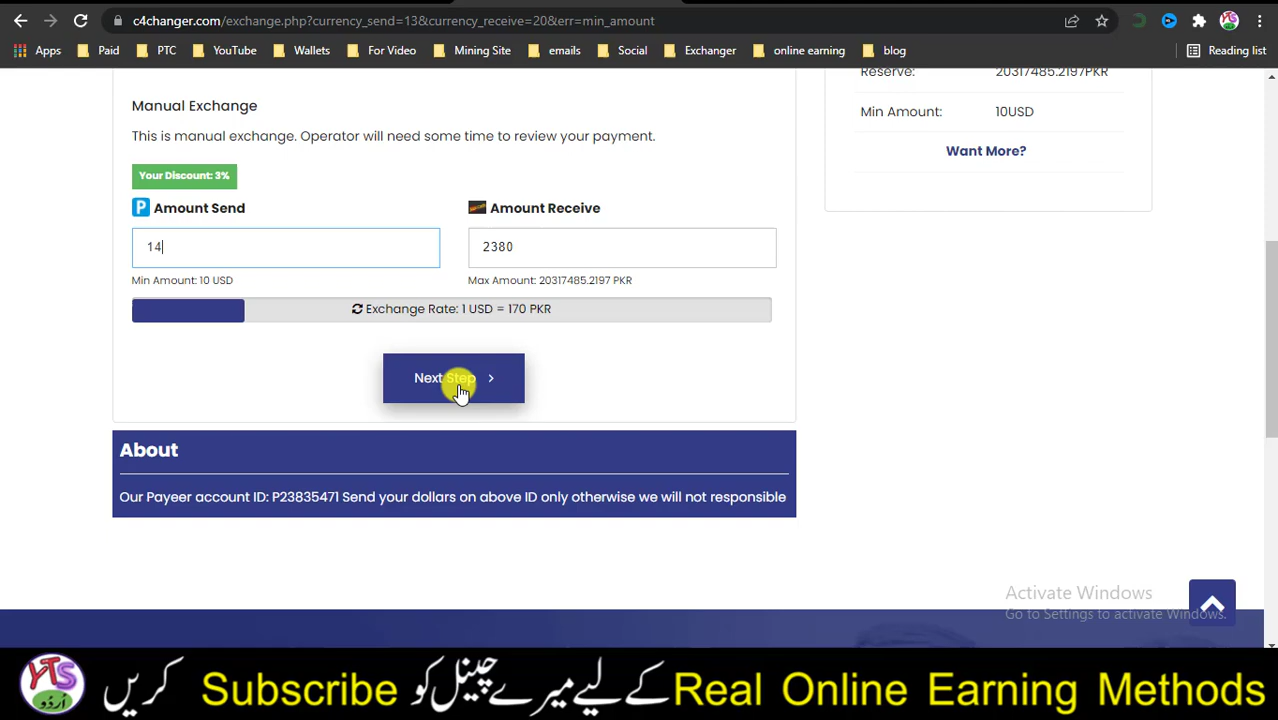 c4changer.com/exchange.php?currency_send=13&currency_receive=20&err=min_amount
Apps Paid PTC YouTube Wallets For Video Mining Site emails Social Exchanger online earning blog Reading list
Reserve: 20317485.2197PKR
Min Amount: 10USD
Want More?
Manual Exchange
This is manual exchange. Operator will need some time to review your payment.
Your Discount: 3%
Amount Send
14
Min Amount: 10 USD
Amount Receive
2380
Max Amount: 20317485.2197 PKR
Exchange Rate: 1 USD = 170 PKR
Next Step
About
Our Payeer account ID: P23835471 Send your dollars on above ID only otherwise we will not responsible
Activate Windows
Go to Settings to activate Windows.
YTS
اردو
Real Online Earning Methods کے لیے میرے چینل کو Subscribe کریں